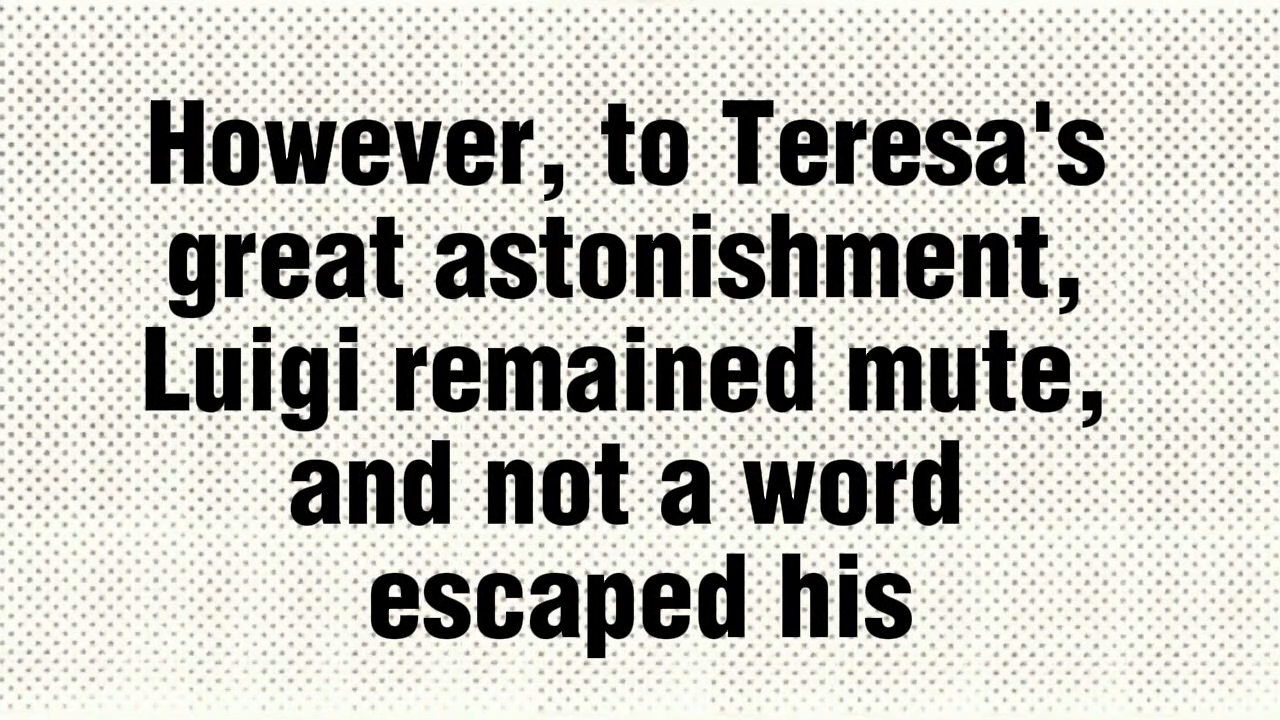 However, to Teresa's
great astonishment,
Luigi remained mute,
and not a word
escaped his